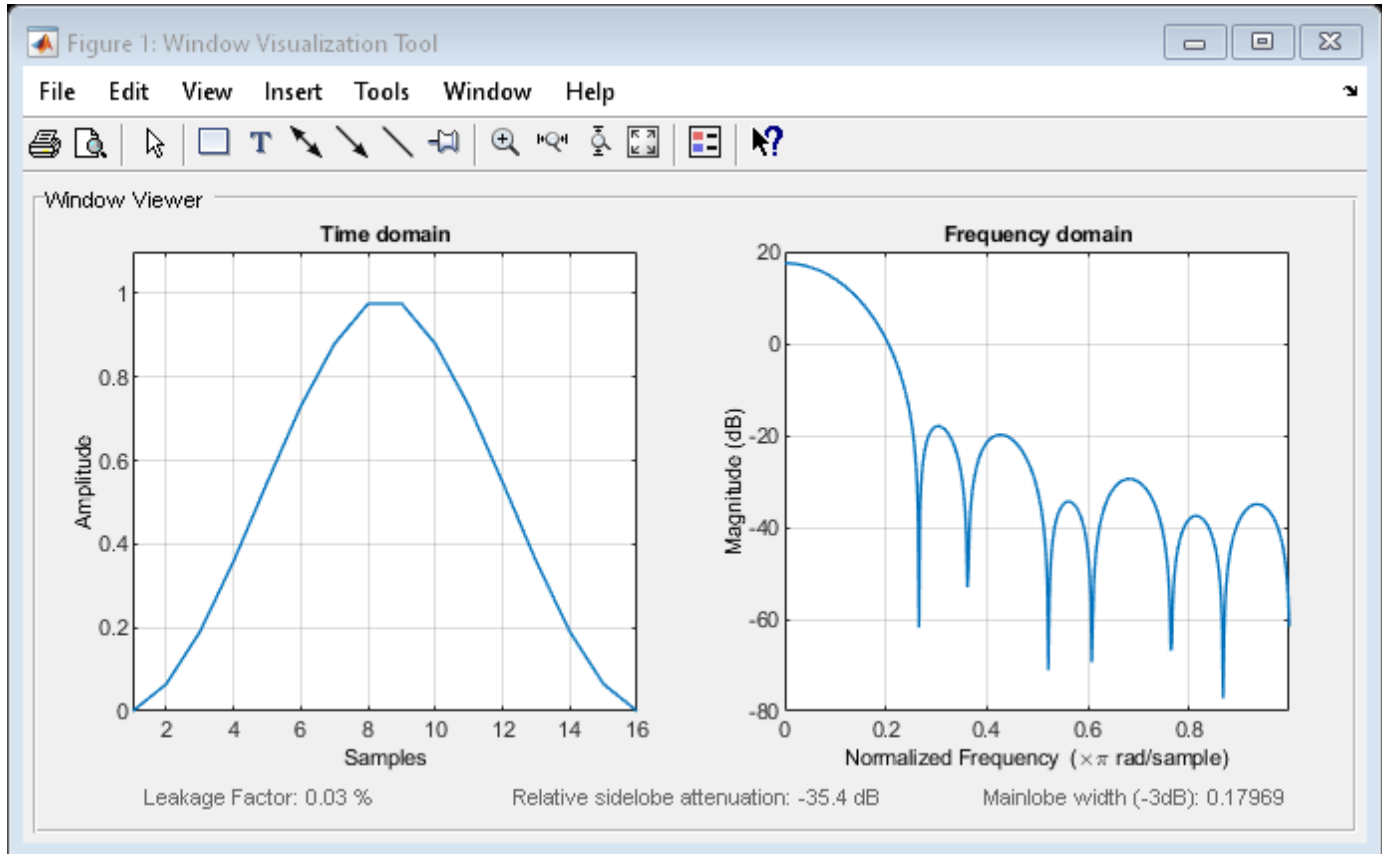 Figure 1: Window Visualization Tool
File Edit View Insert Tools Window Help
T ?
Window Viewer
Time domain
1
0.8
0.6
0.4
0.2
0
Amplitude
2 4 6 8 10 12 14 16
Samples
Frequency domain
20
0
-20
-40
-60
-80
Magnitude (dB)
0 0.2 0.4 0.6 0.8
Normalized Frequency (×π rad/sample)
Leakage Factor: 0.03 %
Relative sidelobe attenuation: -35.4 dB
Mainlobe width (-3dB): 0.17969